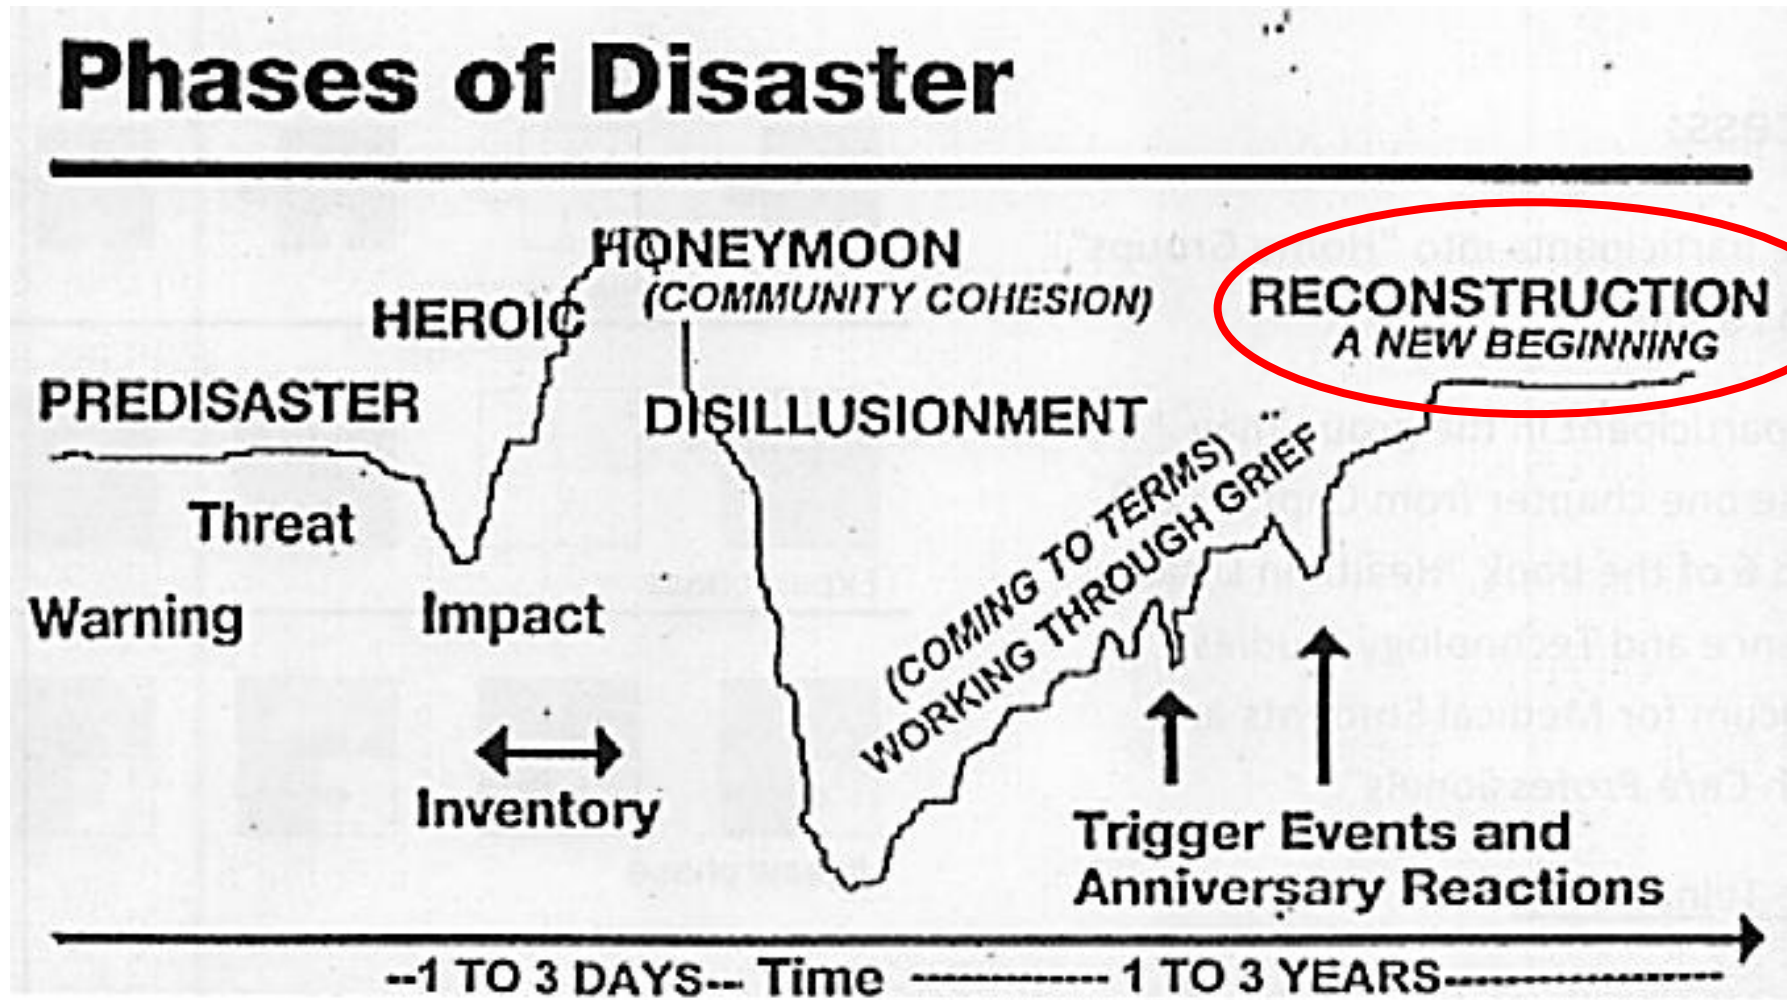 Phases of Disaster
HONEYMOON
(COMMUNITY COHESION)
HEROIC
RECONSTRUCTION
A NEW BEGINNING
PREDISASTER
DISILLUSIONMENT
Threat
(COMING TO TERMS)
WORKING THROUGH GRIEF
Warning
Impact
Inventory
Trigger Events and
Anniversary Reactions
--1 TO 3 DAYS-- Time ------------- 1 TO 3 YEARS------------------